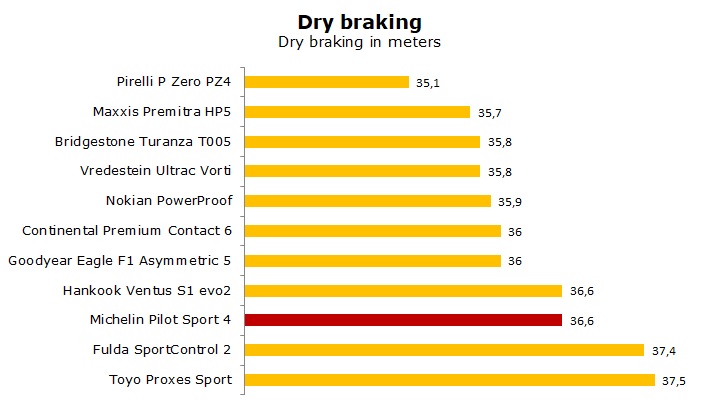 Dry braking
Dry braking in meters
Pirelli P Zero PZ4 35,1
Maxxis Premitra HP5 35,7
Bridgestone Turanza T005 35,8
Vredestein Ultrac Vorti 35,8
Nokian PowerProof 35,9
Continental Premium Contact 6 36
Goodyear Eagle F1 Asymmetric 5 36
Hankook Ventus S1 evo2 36,6
Michelin Pilot Sport 4 36,6
Fulda SportControl 2 37,4
Toyo Proxes Sport 37,5